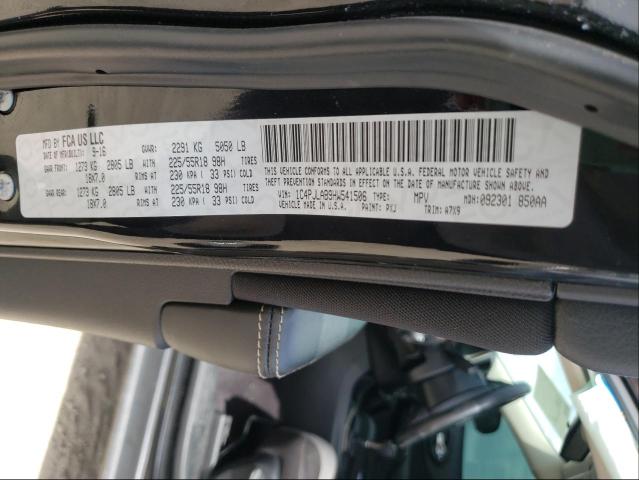 MFD BY FCA US LLC
DATE OF MFR(BUILT): 9-16 GVWR: 2291 KG 5050 LB
GAWR FRONT: 1273 KG 2805 LB WITH 225/55R18 98H TIRES
18X7.0 RIMS AT 230 KPA ( 33 PSI) COLD
GAWR REAR: 1273 KG 2805 LB WITH 225/55R18 98H TIRES
18X7.0 RIMS AT 230 KPA ( 33 PSI) COLD
THIS VEHICLE CONFORMS TO ALL APPLICABLE U.S.A. FEDERAL MOTOR VEHICLE SAFETY AND
THEFT PREVENTION STANDARDS IN EFFECT ON THE DATE OF MANUFACTURE SHOWN ABOVE.
VIN: 1C4PJLAB9HW541506 TYPE: MPV
MADE IN U.S.A. PAINT: PXJ TRIM: A7X9 MDH:092301 850AA